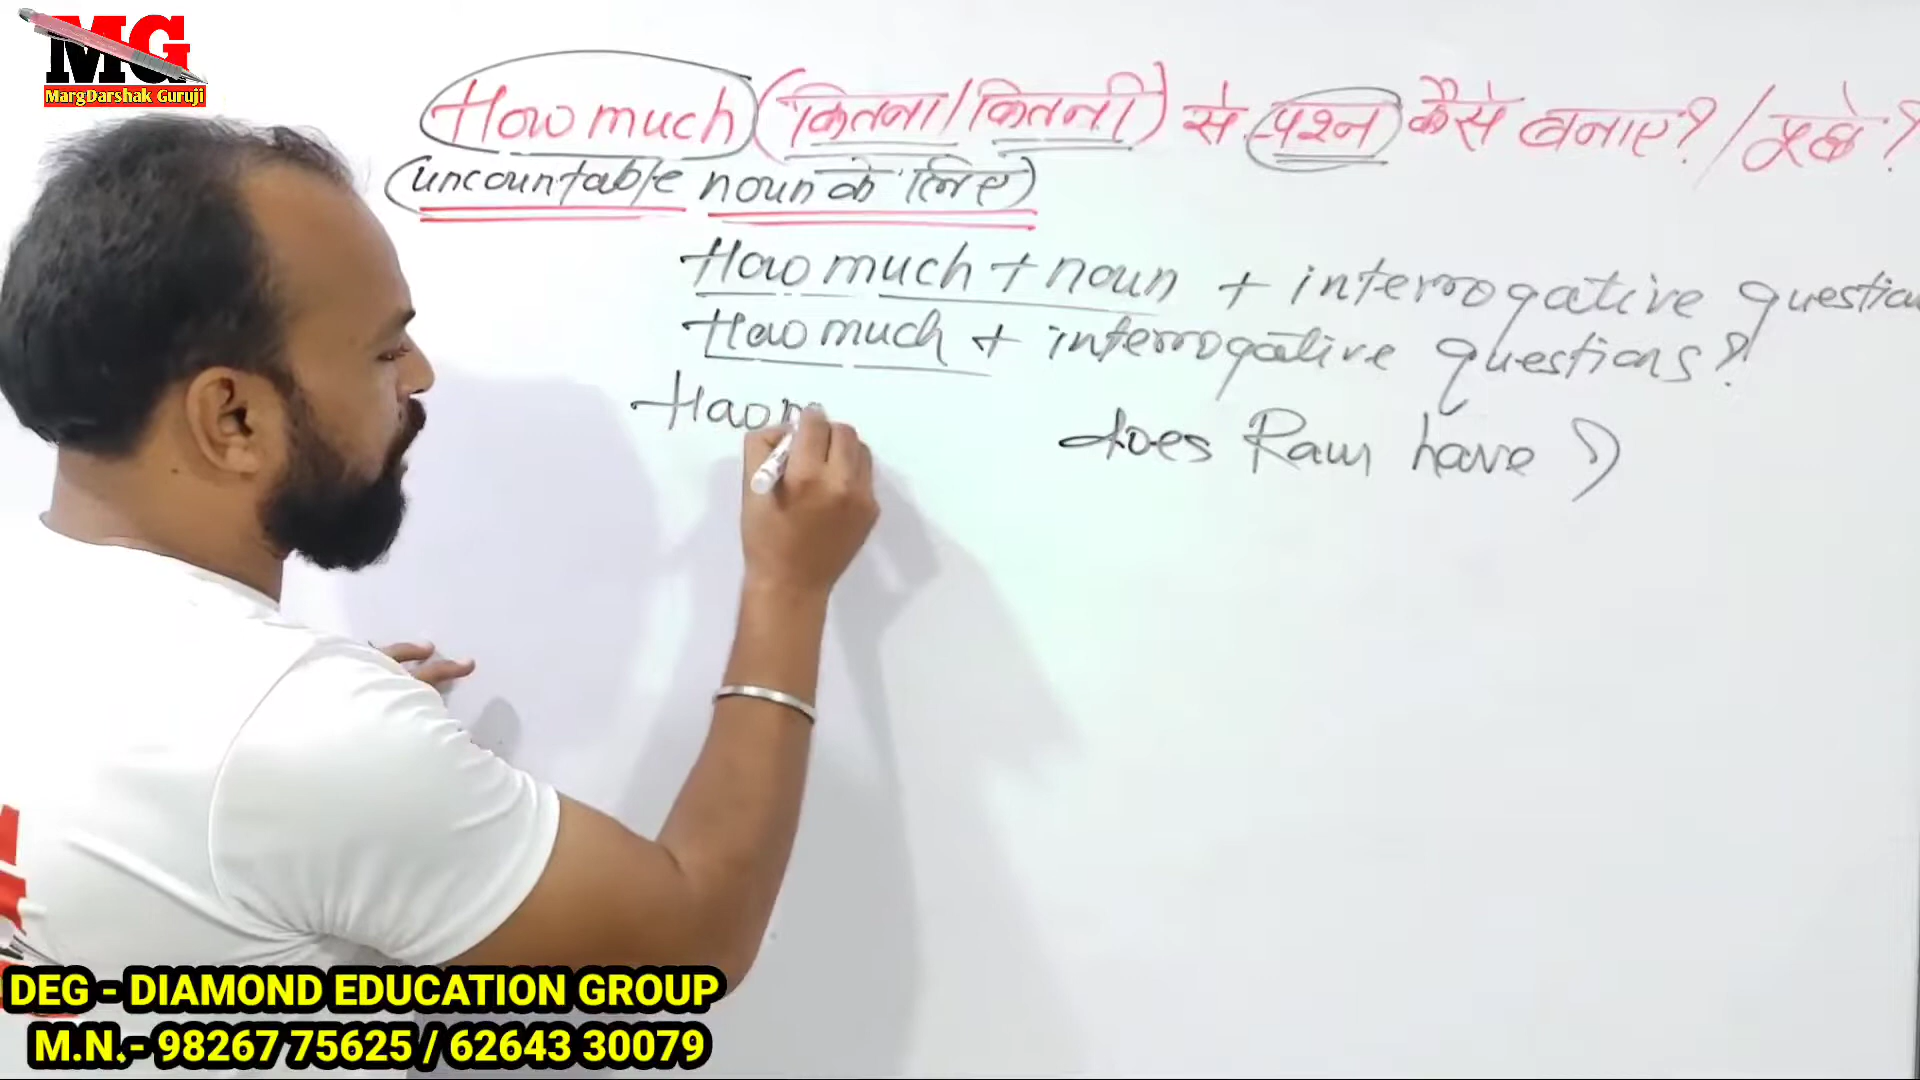 MG
MargDarshak Guruji
How much (कितना/कितनी) से प्रश्न कैसे बनाए?/पूछे?
(uncountable noun के लिए)
How much + noun + interrogative question
How much + interrogative questions?
How does Ram have ?
DEG - DIAMOND EDUCATION GROUP
M.N.- 98267 75625 / 62643 30079